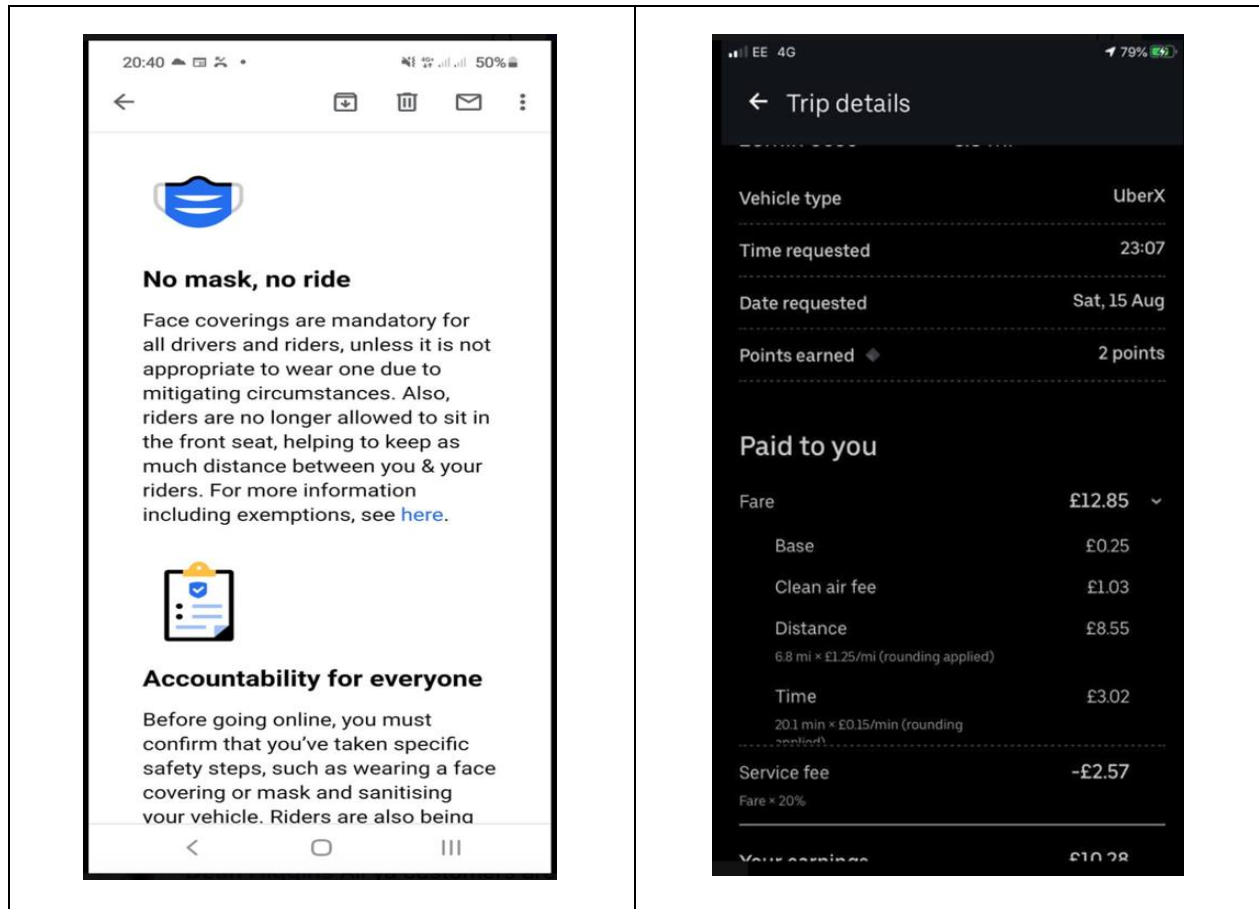 20:40
50%
No mask, no ride
Face coverings are mandatory for
all drivers and riders, unless it is not
appropriate to wear one due to
mitigating circumstances. Also,
riders are no longer allowed to sit in
the front seat, helping to keep as
much distance between you & your
riders. For more information
including exemptions, see here.
Accountability for everyone
Before going online, you must
confirm that you've taken specific
safety steps, such as wearing a face
covering or mask and sanitising
your vehicle. Riders are also being
EE 4G 79%
Trip details
Vehicle type UberX
Time requested 23:07
Date requested Sat, 15 Aug
Points earned 2 points
Paid to you
Fare £12.85
Base £0.25
Clean air fee £1.03
Distance £8.55
6.8 mi × £1.25/mi (rounding applied)
Time £3.02
20.1 min × £0.15/min (rounding
applied)
Service fee -£2.57
Fare × 20%
Your earnings £10.28